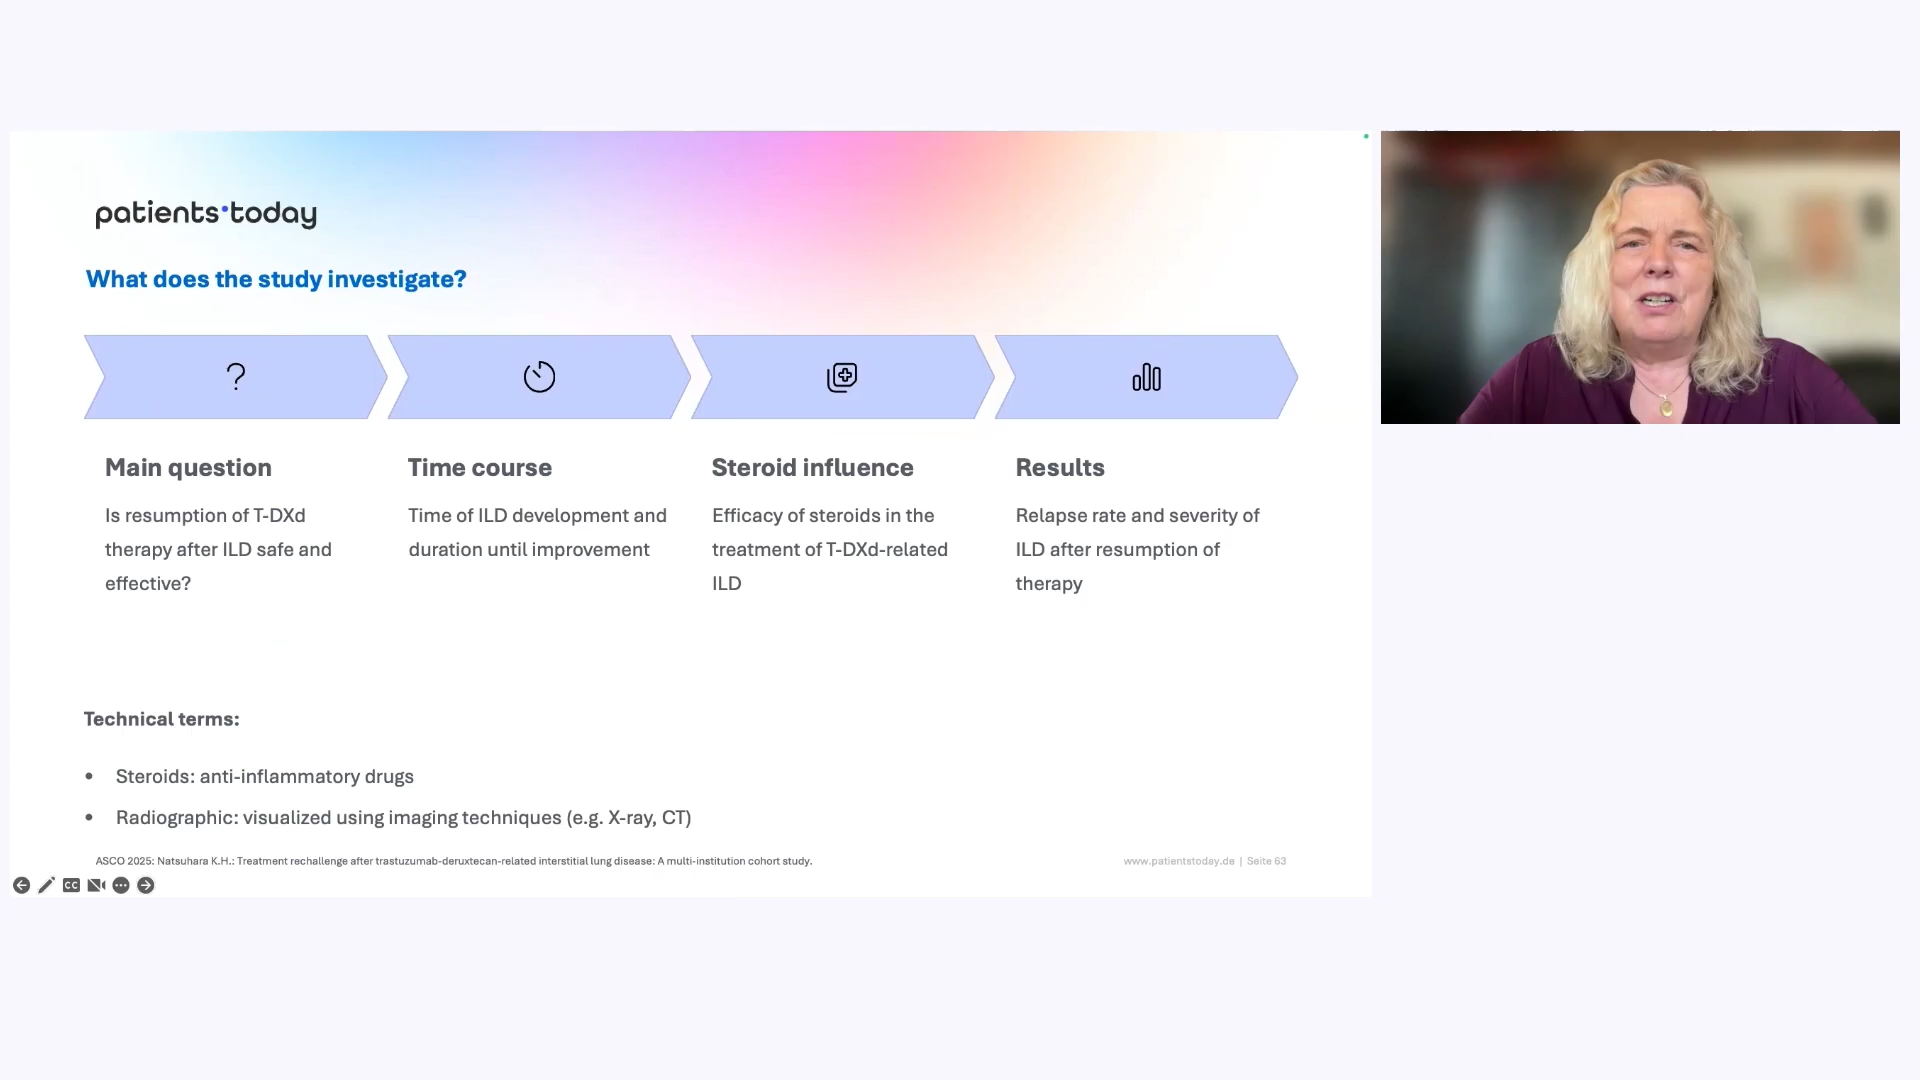 patients•today
What does the study investigate?
?
Main question
Is resumption of T-DXd
therapy after ILD safe and
effective?
Time course
Time of ILD development and
duration until improvement
Steroid influence
Efficacy of steroids in the
treatment of T-DXd-related
ILD
Results
Relapse rate and severity of
ILD after resumption of
therapy
Technical terms:
• Steroids: anti-inflammatory drugs
• Radiographic: visualized using imaging techniques (e.g. X-ray, CT)
ASCO 2025: Natsuhara K.H.: Treatment rechallenge after trastuzumab-deruxtecan-related interstitial lung disease: A multi-institution cohort study.
www.patientstoday.de | Seite 63
CC